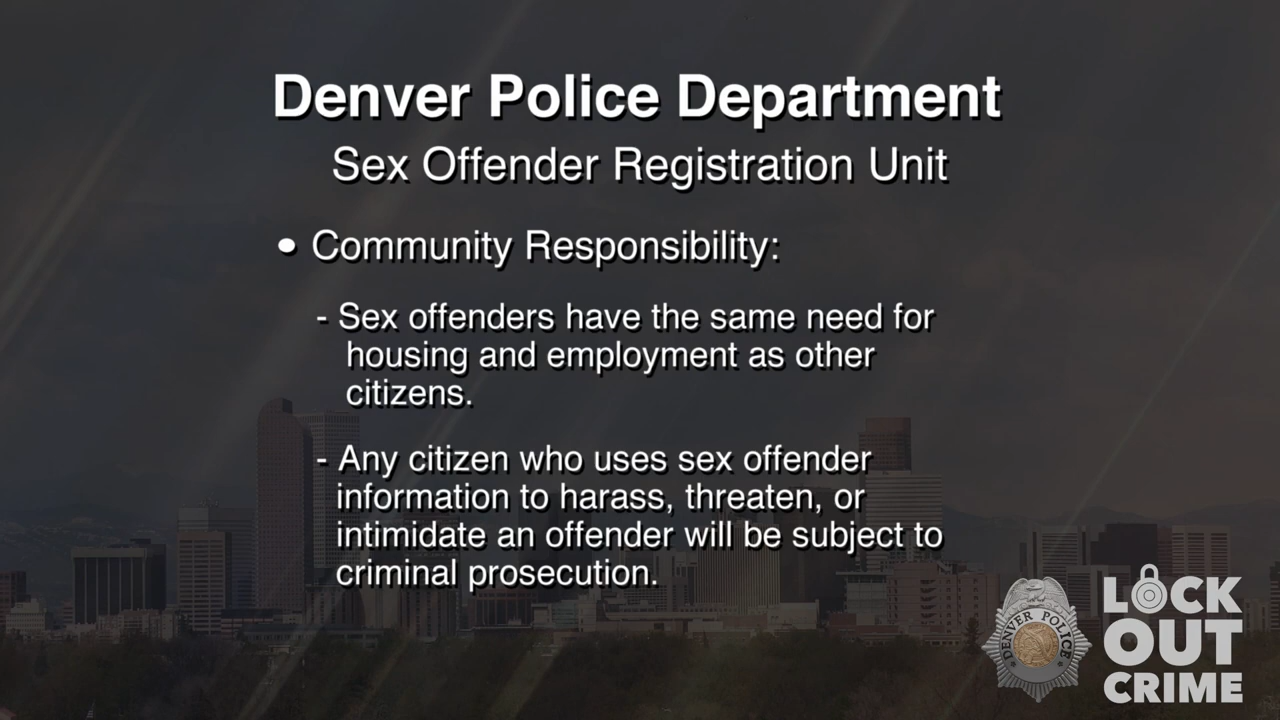 Denver Police Department
Sex Offender Registration Unit
• Community Responsibility:
- Sex offenders have the same need for
housing and employment as other
citizens.
- Any citizen who uses sex offender
information to harass, threaten, or
intimidate an offender will be subject to
criminal prosecution.
DENVER POLICE
LOCK
OUT
CRIME